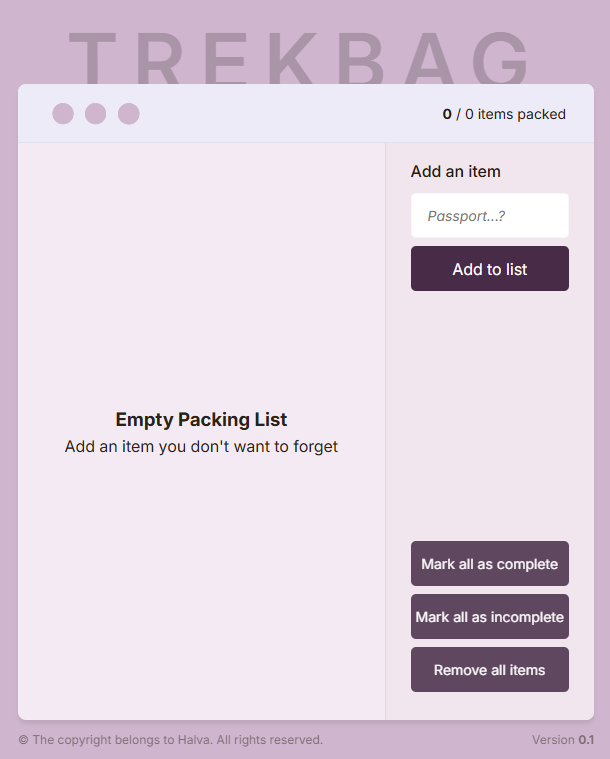 TREKBAG
0 / 0 items packed
Add an item
Passport...?
Add to list
Empty Packing List
Add an item you don't want to forget
Mark all as complete
Mark all as incomplete
Remove all items
© The copyright belongs to Halva. All rights reserved.
Version 0.1